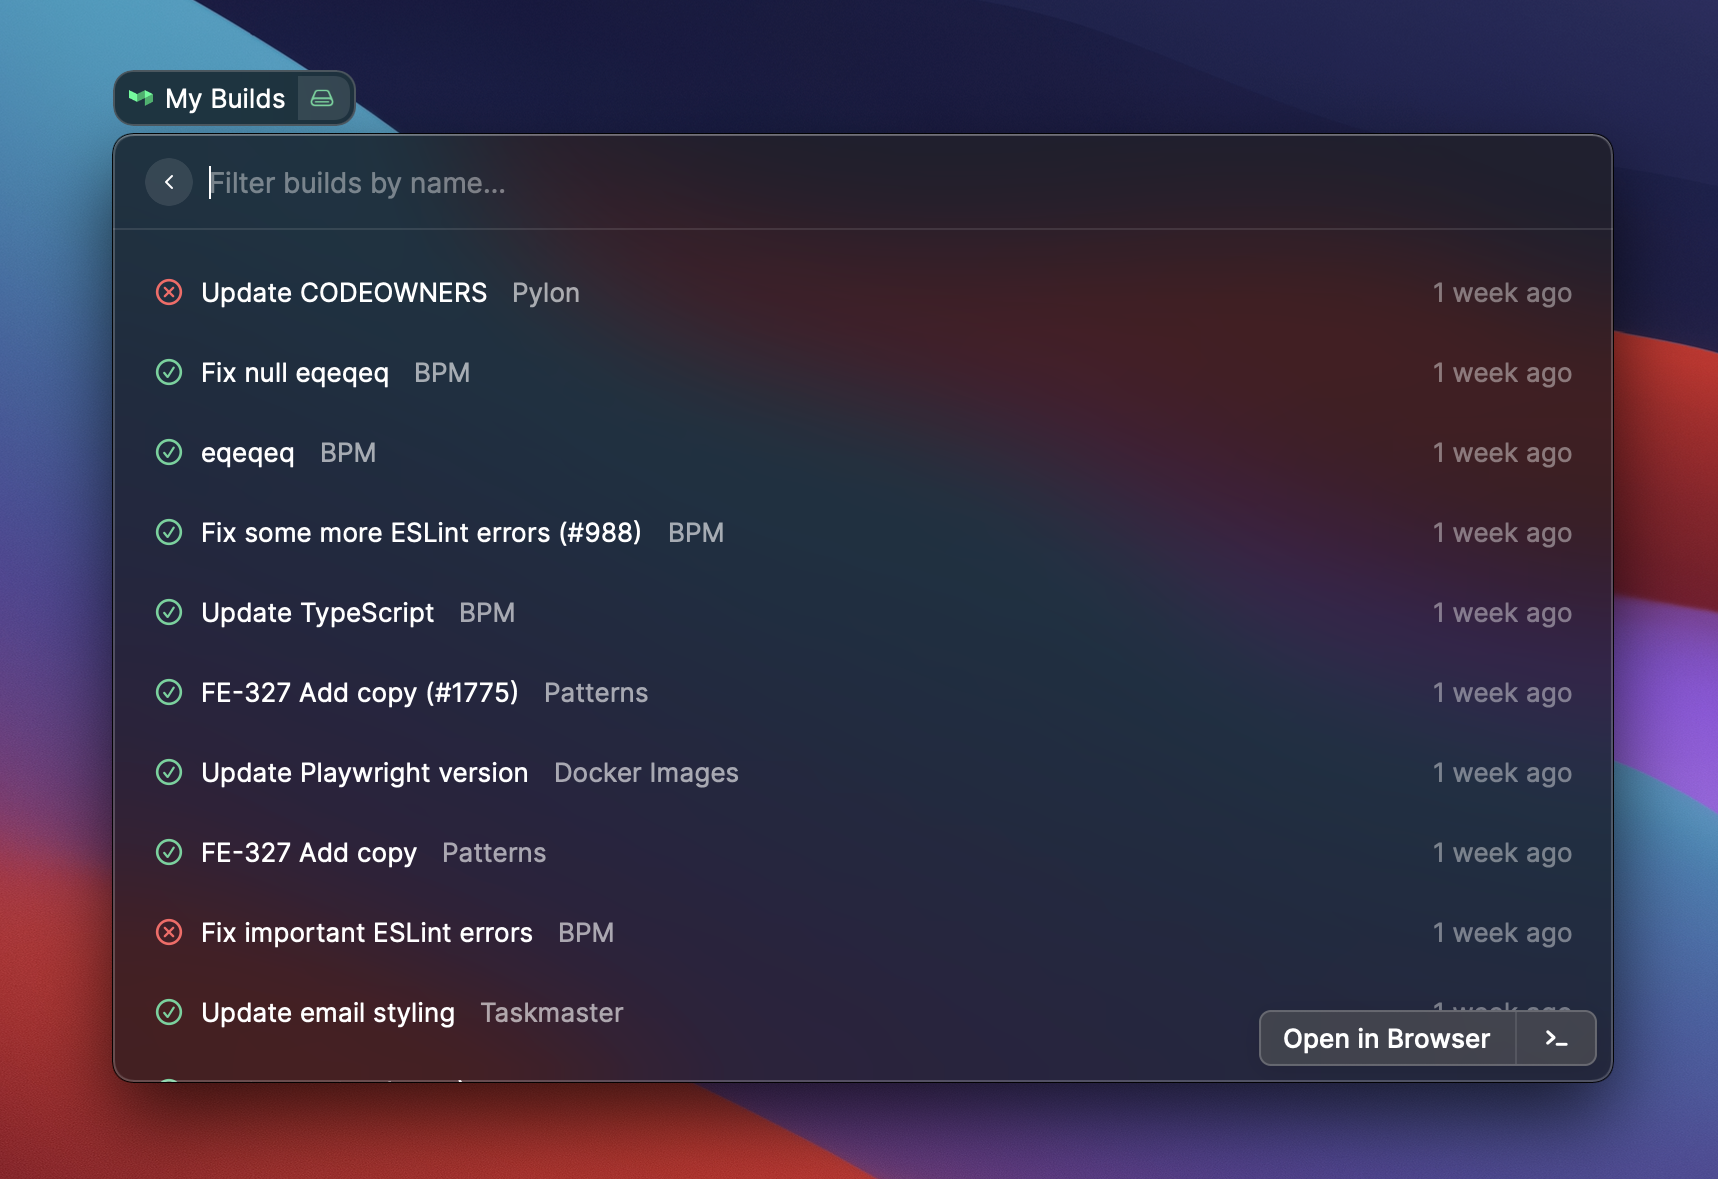 My Builds
Filter builds by name...
Update CODEOWNERS Pylon 1 week ago
Fix null eqeqeq BPM 1 week ago
eqeqeq BPM 1 week ago
Fix some more ESLint errors (#988) BPM 1 week ago
Update TypeScript BPM 1 week ago
FE-327 Add copy (#1775) Patterns 1 week ago
Update Playwright version Docker Images 1 week ago
FE-327 Add copy Patterns 1 week ago
Fix important ESLint errors BPM 1 week ago
Update email styling Taskmaster 1 week ago
Open in Browser >_